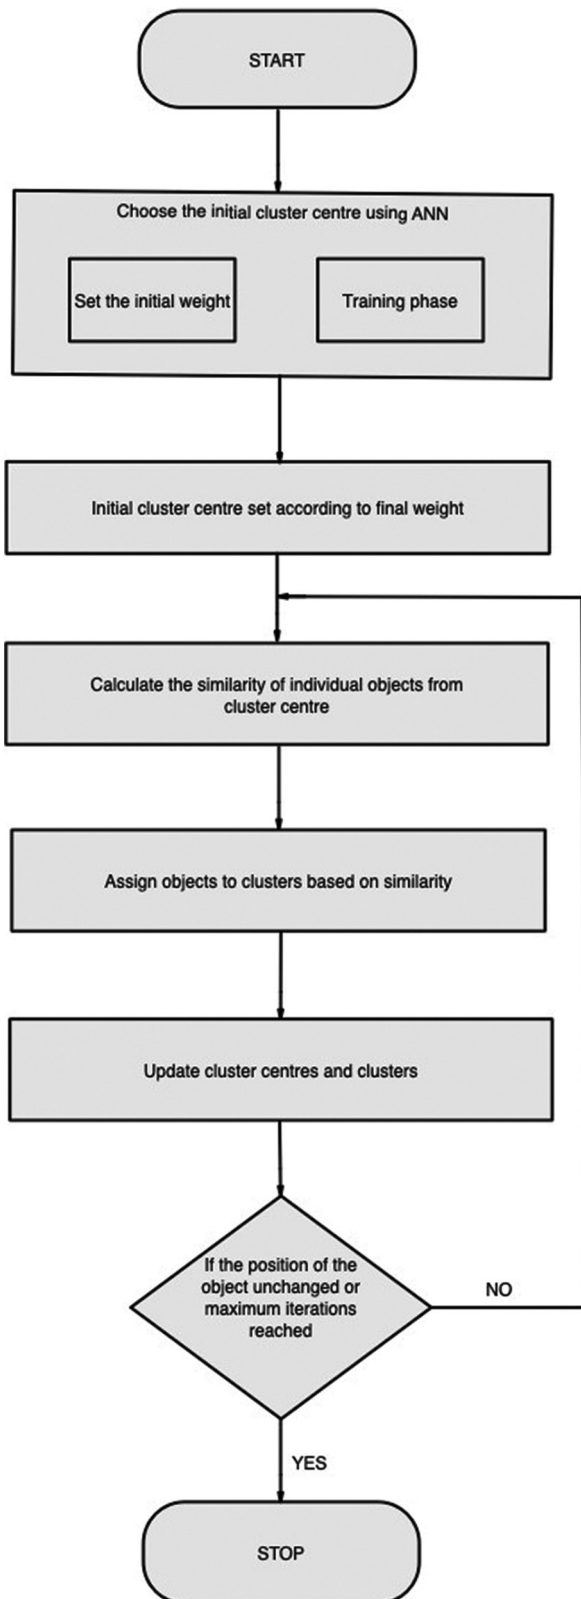 START
Choose the initial cluster centre using ANN
Set the initial weight
Training phase
Initial cluster centre set according to final weight
Calculate the similarity of individual objects from
cluster centre
Assign objects to clusters based on similarity
Update cluster centres and clusters
If the position of the
object unchanged or
maximum iterations
reached
NO
YES
STOP